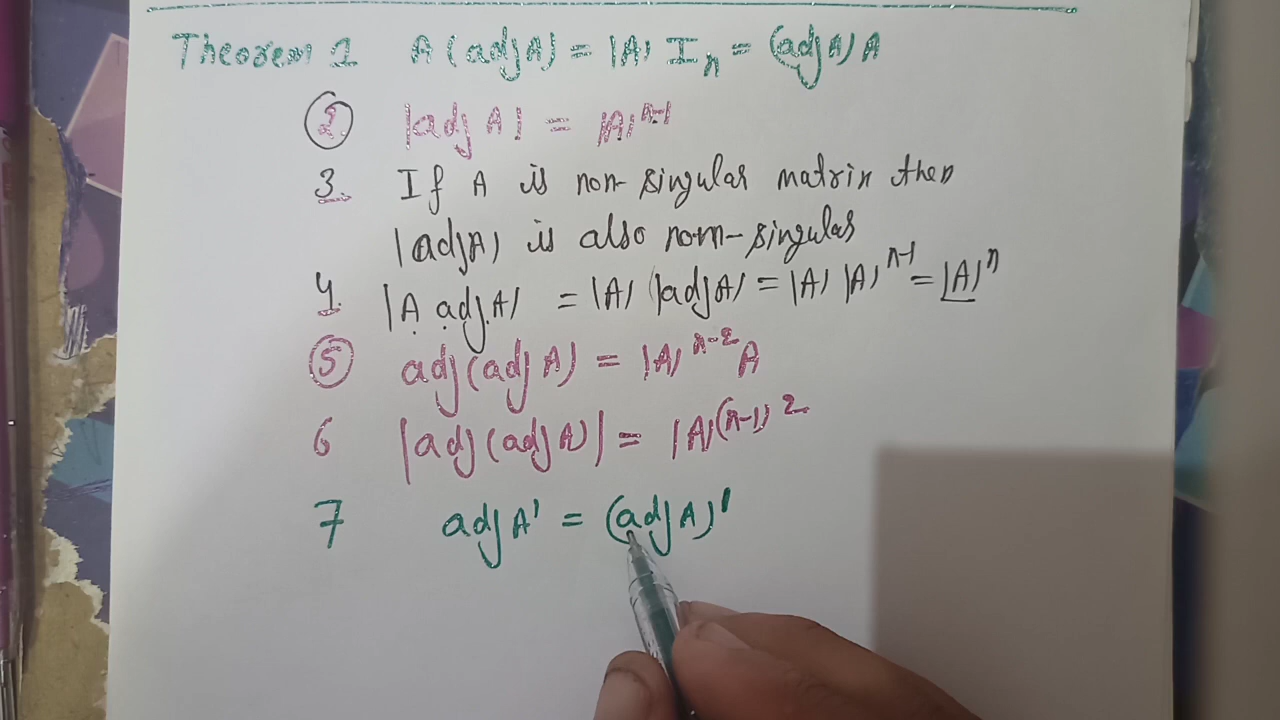 Theorem 1 A (adj A) = |A| Iₙ = (adj A) A
2. |adj A| = |A|ⁿ⁻¹
3. If A is non-singular matrix then
|adj A| is also non-singular
4. |A adj A| = |A| |adj A| = |A| |A|ⁿ⁻¹ = |A|ⁿ
5 adj (adj A) = |A|ⁿ⁻² A
6 |adj (adj A)| = |A|^(n-1)²
7 adj A' = (adj A)'